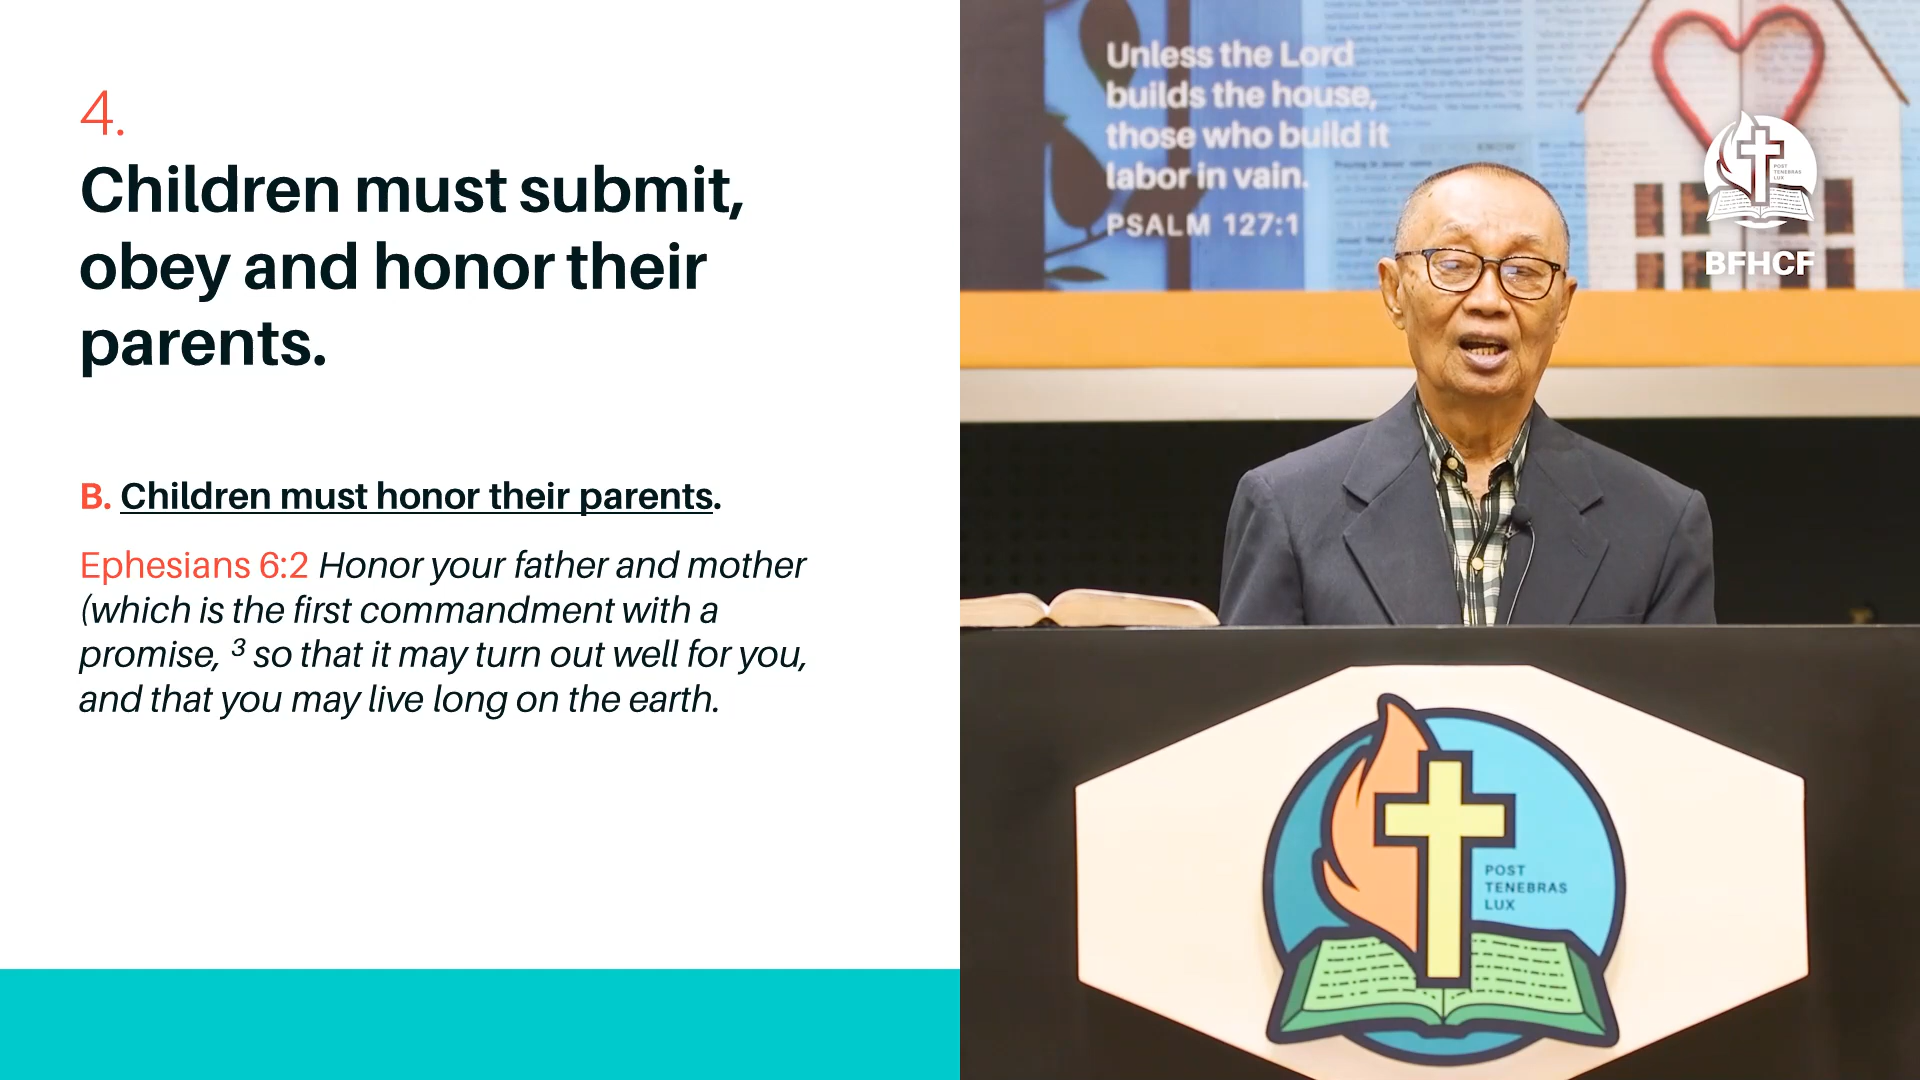 4.
Children must submit,
obey and honor their
parents.
B. Children must honor their parents.
Ephesians 6:2 Honor your father and mother
(which is the first commandment with a
promise, ³ so that it may turn out well for you,
and that you may live long on the earth.
Unless the Lord
builds the house,
those who build it
labor in vain.
PSALM 127:1
POST
TENEBRAS
LUX
BFHCF
POST
TENEBRAS
LUX